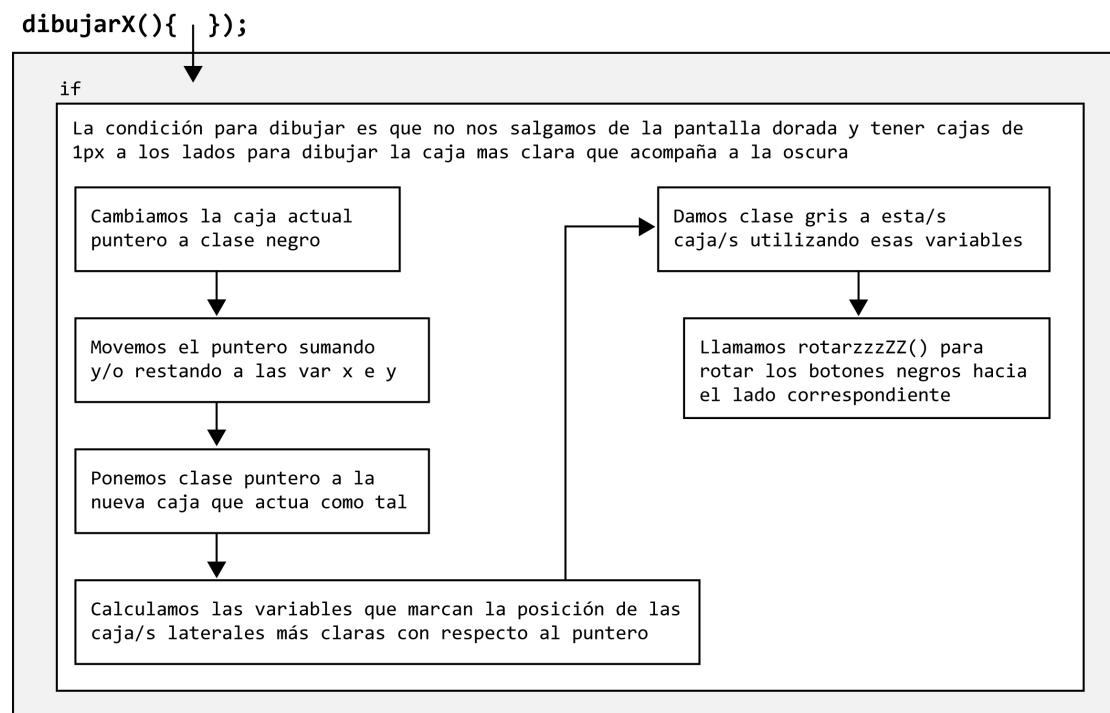 dibujarX(){ });
if
La condición para dibujar es que no nos salgamos de la pantalla dorada y tener cajas de
1px a los lados para dibujar la caja mas clara que acompaña a la oscura
Cambiamos la caja actual
puntero a clase negro
Movemos el puntero sumando
y/o restando a las var x e y
Ponemos clase puntero a la
nueva caja que actua como tal
Calculamos las variables que marcan la posición de las
caja/s laterales más claras con respecto al puntero
Damos clase gris a esta/s
caja/s utilizando esas variables
Llamamos rotarzzzZZ() para
rotar los botones negros hacia
el lado correspondiente